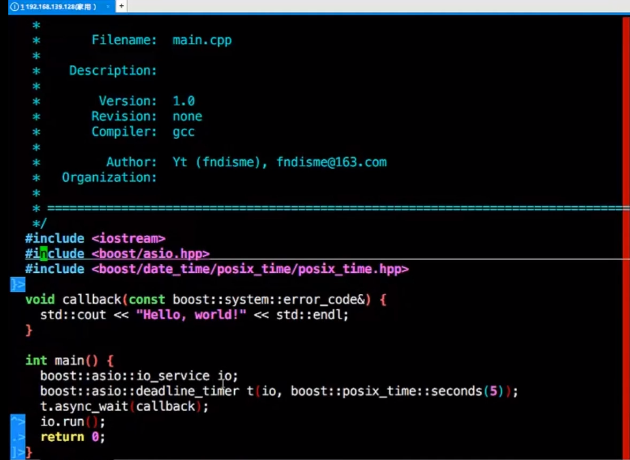 1 192.168.139.128(家用)
+
*
* Filename: main.cpp
*
* Description:
*
* Version: 1.0
* Revision: none
* Compiler: gcc
*
* Author: Yt (fndisme), fndisme@163.com
* Organization:
*
* =====================================================================================
*/
#include <iostream>
#include <boost/asio.hpp>
#include <boost/date_time/posix_time/posix_time.hpp>
}>
void callback(const boost::system::error_code&) {
std::cout << "Hello, world!" << std::endl;
}
int main() {
boost::asio::io_service io;
boost::asio::deadline_timer t(io, boost::posix_time::seconds(5));
t.async_wait(callback);
^> io.run();
.> return 0;
]>}